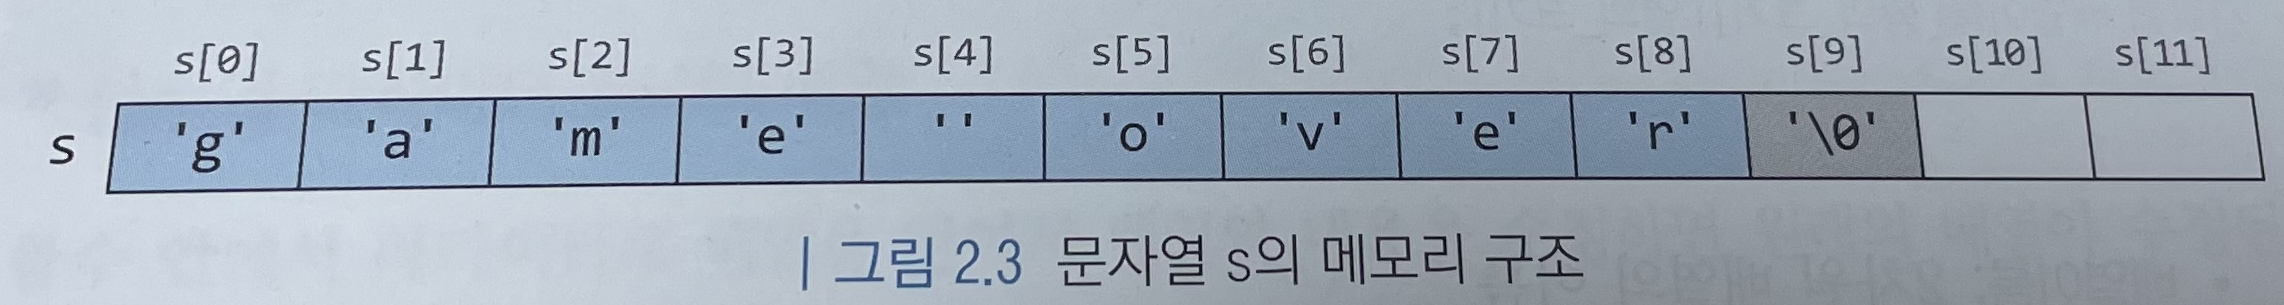 s[0] s[1] s[2] s[3] s[4] s[5] s[6] s[7] s[8] s[9] s[10] s[11]
s 'g' 'a' 'm' 'e' ' ' 'o' 'v' 'e' 'r' '\0'
| 그림 2.3 문자열 s의 메모리 구조